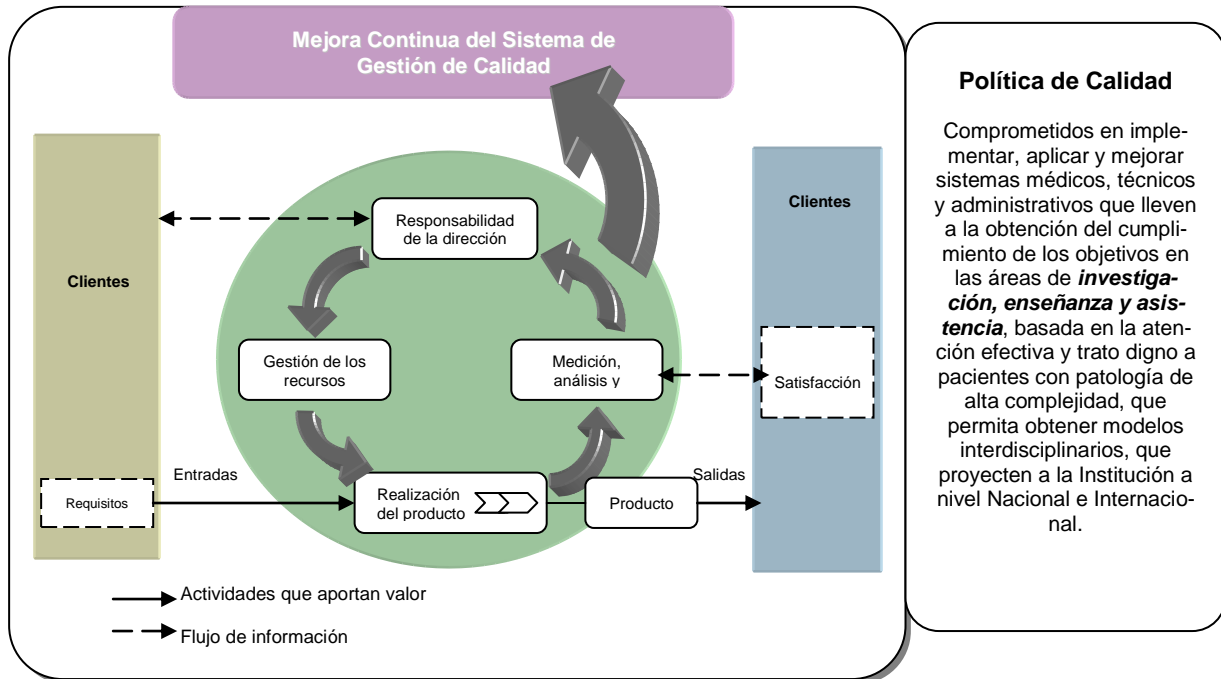 Mejora Continua del Sistema de
Gestión de Calidad
Clientes
Requisitos
Entradas
Responsabilidad
de la dirección
Gestión de los
recursos
Medición,
análisis y
Realización
del producto
Producto
Salidas
Clientes
Satisfacción
Actividades que aportan valor
Flujo de información
Política de Calidad
Comprometidos en imple-
mentar, aplicar y mejorar
sistemas médicos, técnicos
y administrativos que lleven
a la obtención del cumpli-
miento de los objetivos en
las áreas de investiga-
ción, enseñanza y asis-
tencia, basada en la aten-
ción efectiva y trato digno a
pacientes con patología de
alta complejidad, que
permita obtener modelos
interdisciplinarios, que
proyecten a la Institución a
nivel Nacional e Internacio-
nal.